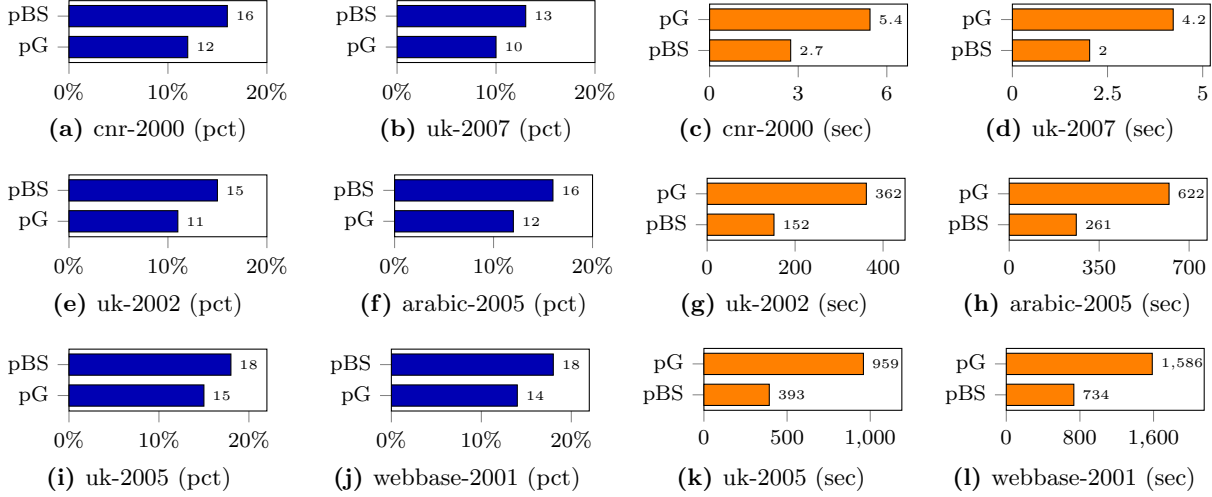 pBS 16
pG 12
0% 10% 20%
(a) cnr-2000 (pct)
pBS 13
pG 10
0% 10% 20%
(b) uk-2007 (pct)
pG 5.4
pBS 2.7
0 3 6
(c) cnr-2000 (sec)
pG 4.2
pBS 2
0 2.5 5
(d) uk-2007 (sec)
pBS 15
pG 11
0% 10% 20%
(e) uk-2002 (pct)
pBS 16
pG 12
0% 10% 20%
(f) arabic-2005 (pct)
pG 362
pBS 152
0 200 400
(g) uk-2002 (sec)
pG 622
pBS 261
0 350 700
(h) arabic-2005 (sec)
pBS 18
pG 15
0% 10% 20%
(i) uk-2005 (pct)
pBS 18
pG 14
0% 10% 20%
(j) webbase-2001 (pct)
pG 959
pBS 393
0 500 1,000
(k) uk-2005 (sec)
pG 1,586
pBS 734
0 800 1,600
(l) webbase-2001 (sec)